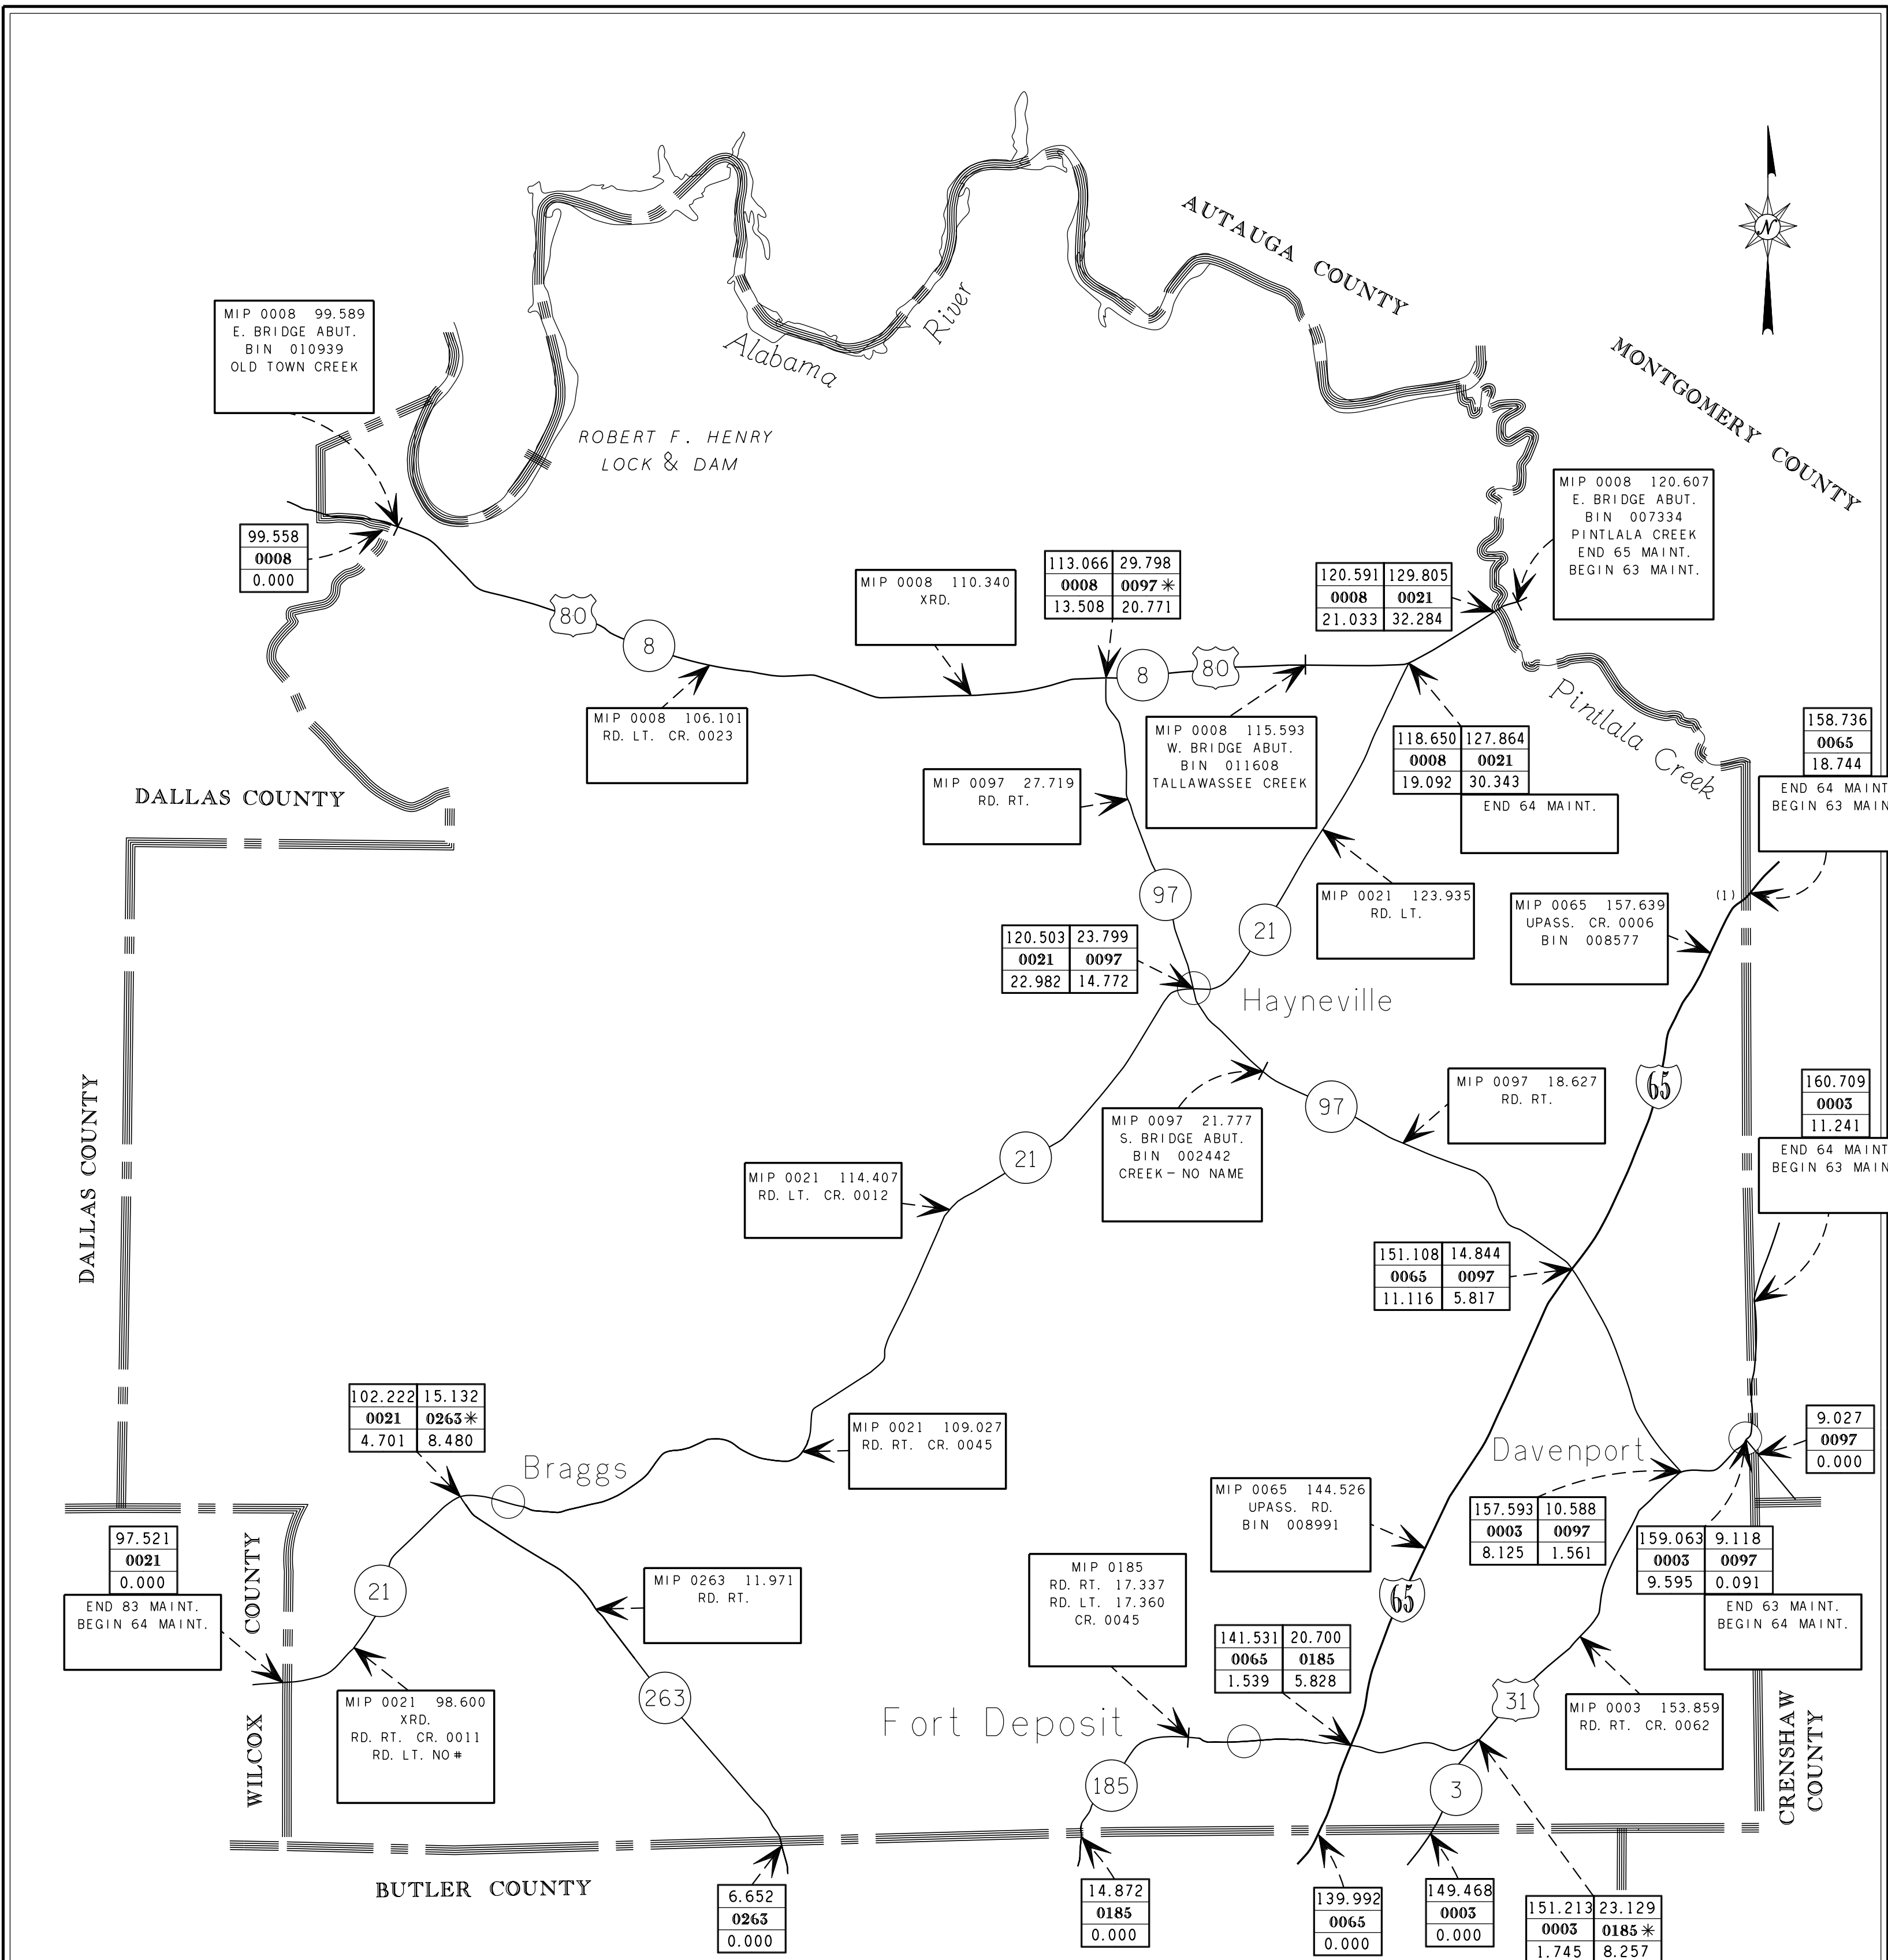 AUTAUGA COUNTY
MONTGOMERY COUNTY
N
MIP 0008 99.589
E. BRIDGE ABUT.
BIN 010939
OLD TOWN CREEK
Alabama
River
ROBERT F. HENRY
LOCK & DAM
99.558
0008
0.000
MIP 0008 120.607
E. BRIDGE ABUT.
BIN 007334
PINTLALA CREEK
END 65 MAINT.
BEGIN 63 MAINT.
MIP 0008 110.340
XRD.
113.066 29.798
0008 0097 *
13.508 20.771
120.591 129.805
0008 0021
21.033 32.284
80
8
8
80
MIP 0008 106.101
RD. LT. CR. 0023
MIP 0008 115.593
W. BRIDGE ABUT.
BIN 011608
TALLAWASSEE CREEK
118.650 127.864
0008 0021
19.092 30.343
END 64 MAINT.
Pintlala Creek
158.736
0065
18.744
END 64 MAINT
BEGIN 63 MAIN
DALLAS COUNTY
MIP 0097 27.719
RD. RT.
97
21
MIP 0021 123.935
RD. LT.
MIP 0065 157.639
UPASS. CR. 0006
BIN 008577
(1)
120.503 23.799
0021 0097
22.982 14.772
Hayneville
65
MIP 0097 21.777
S. BRIDGE ABUT.
BIN 002442
CREEK - NO NAME
97
MIP 0097 18.627
RD. RT.
160.709
0003
11.241
END 64 MAINT
BEGIN 63 MAIN
DALLAS COUNTY
21
MIP 0021 114.407
RD. LT. CR. 0012
151.108 14.844
0065 0097
11.116 5.817
102.222 15.132
0021 0263 *
4.701 8.480
Braggs
MIP 0021 109.027
RD. RT. CR. 0045
Davenport
9.027
0097
0.000
MIP 0065 144.526
UPASS. RD.
BIN 008991
157.593 10.588
0003 0097
8.125 1.561
159.063 9.118
0003 0097
9.595 0.091
END 63 MAINT.
BEGIN 64 MAINT.
97.521
0021
0.000
END 83 MAINT.
BEGIN 64 MAINT.
WILCOX COUNTY
21
MIP 0263 11.971
RD. RT.
MIP 0185
RD. RT. 17.337
RD. LT. 17.360
CR. 0045
65
141.531 20.700
0065 0185
1.539 5.828
MIP 0021 98.600
XRD.
RD. RT. CR. 0011
RD. LT. NO #
263
Fort Deposit
31
MIP 0003 153.859
RD. RT. CR. 0062
CRENSHAW
COUNTY
185
3
BUTLER COUNTY
6.652
0263
0.000
14.872
0185
0.000
139.992
0065
0.000
149.468
0003
0.000
151.213 23.129
0003 0185 *
1.745 8.257